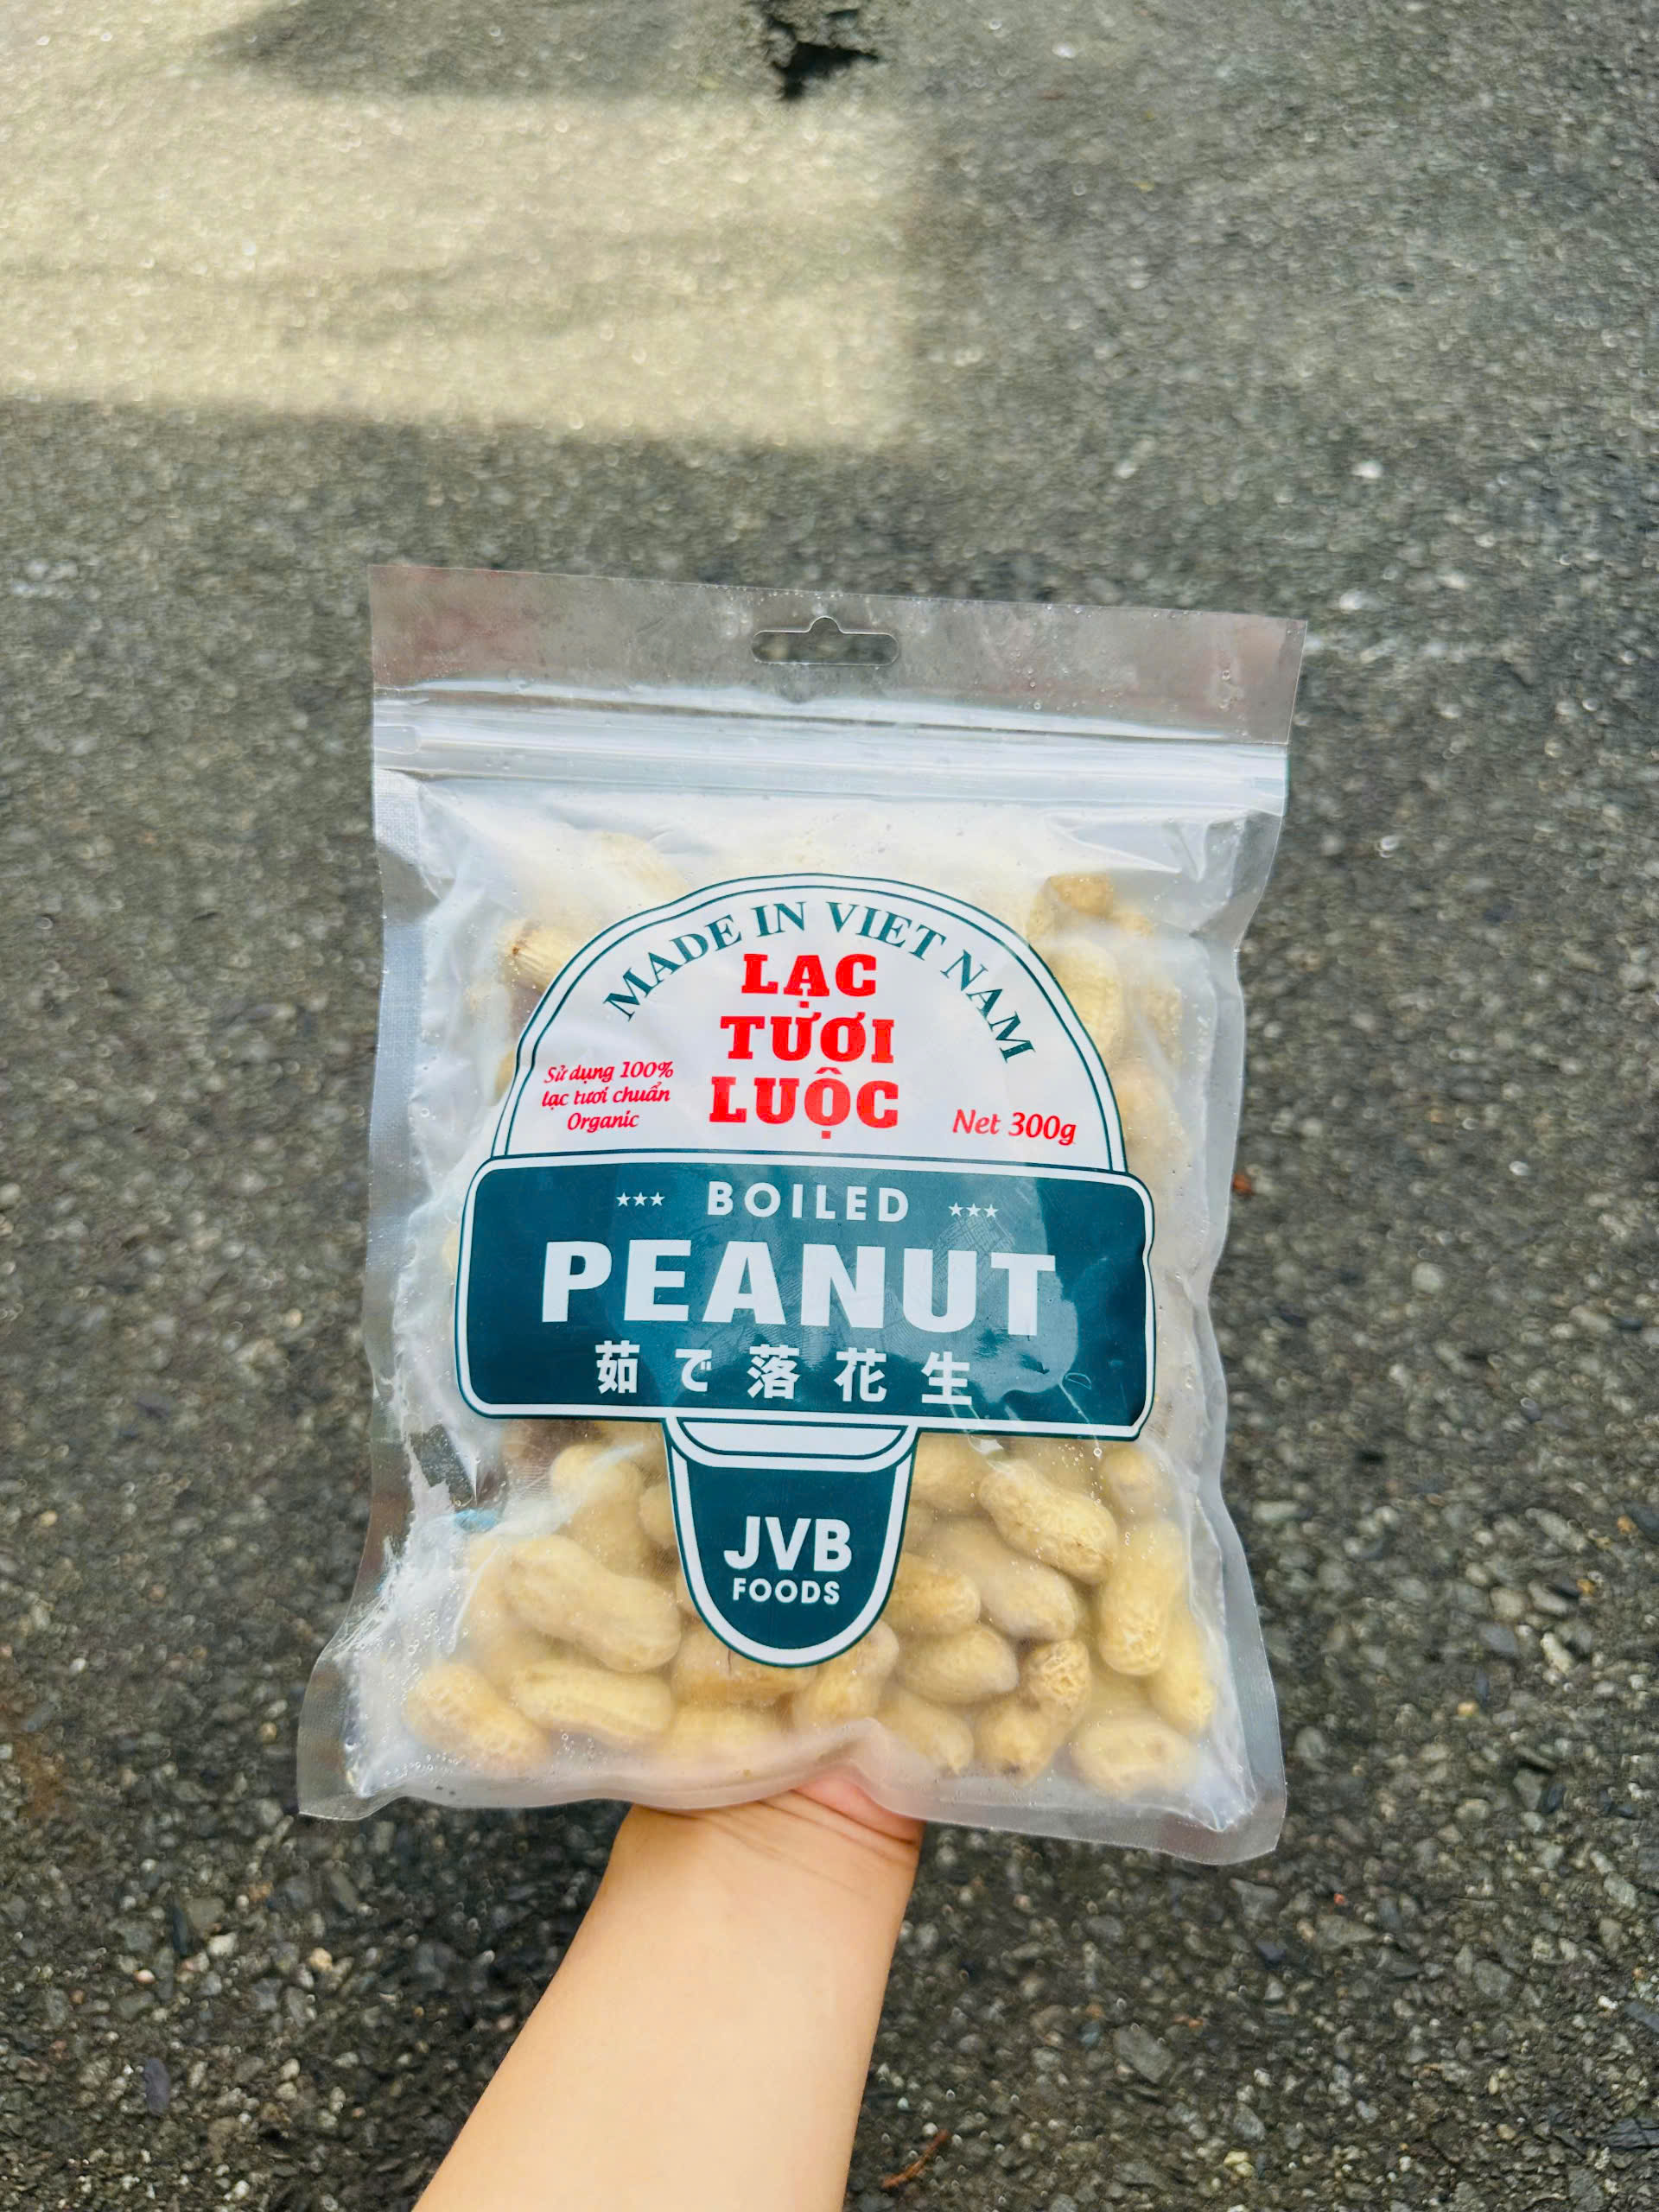 MADE IN VIET NAM
LẠC
TƯƠI
LUỘC
Sử dụng 100%
lạc tươi chuẩn
Organic
Net 300g
*** BOILED ***
PEANUT
茹で落花生
JVB
FOODS